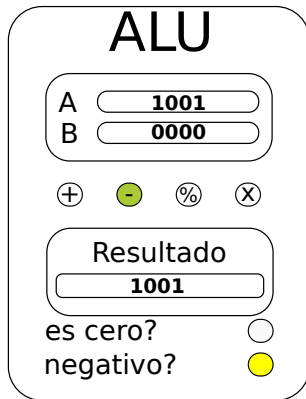 ALU
A 1001
B 0000
+ - % X
Resultado
1001
es cero?
negativo?